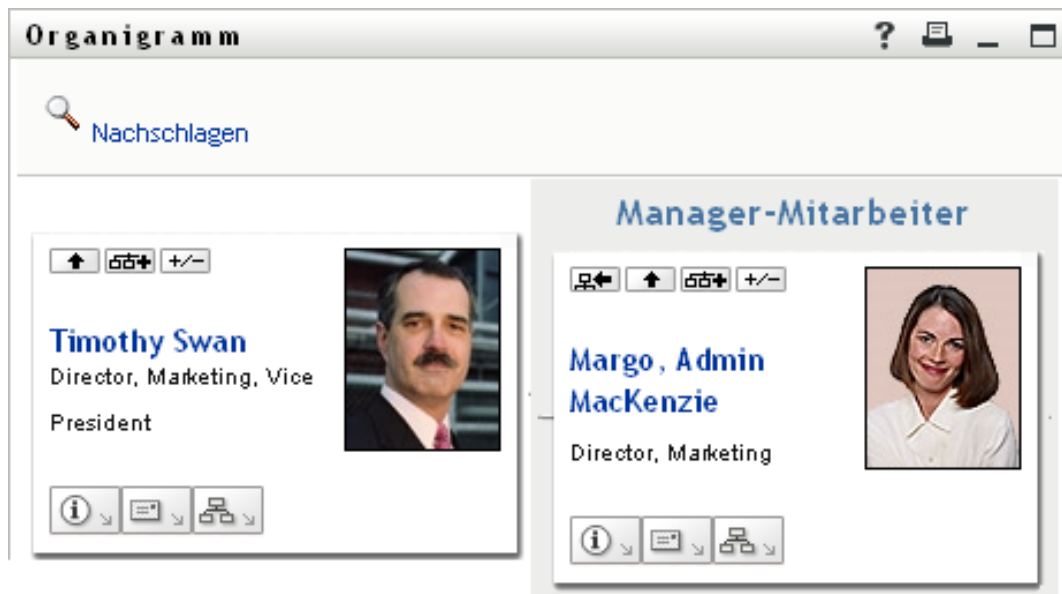 Organigramm
Nachschlagen
Manager-Mitarbeiter
Timothy Swan
Director, Marketing, Vice
President
Margo, Admin
MacKenzie
Director, Marketing